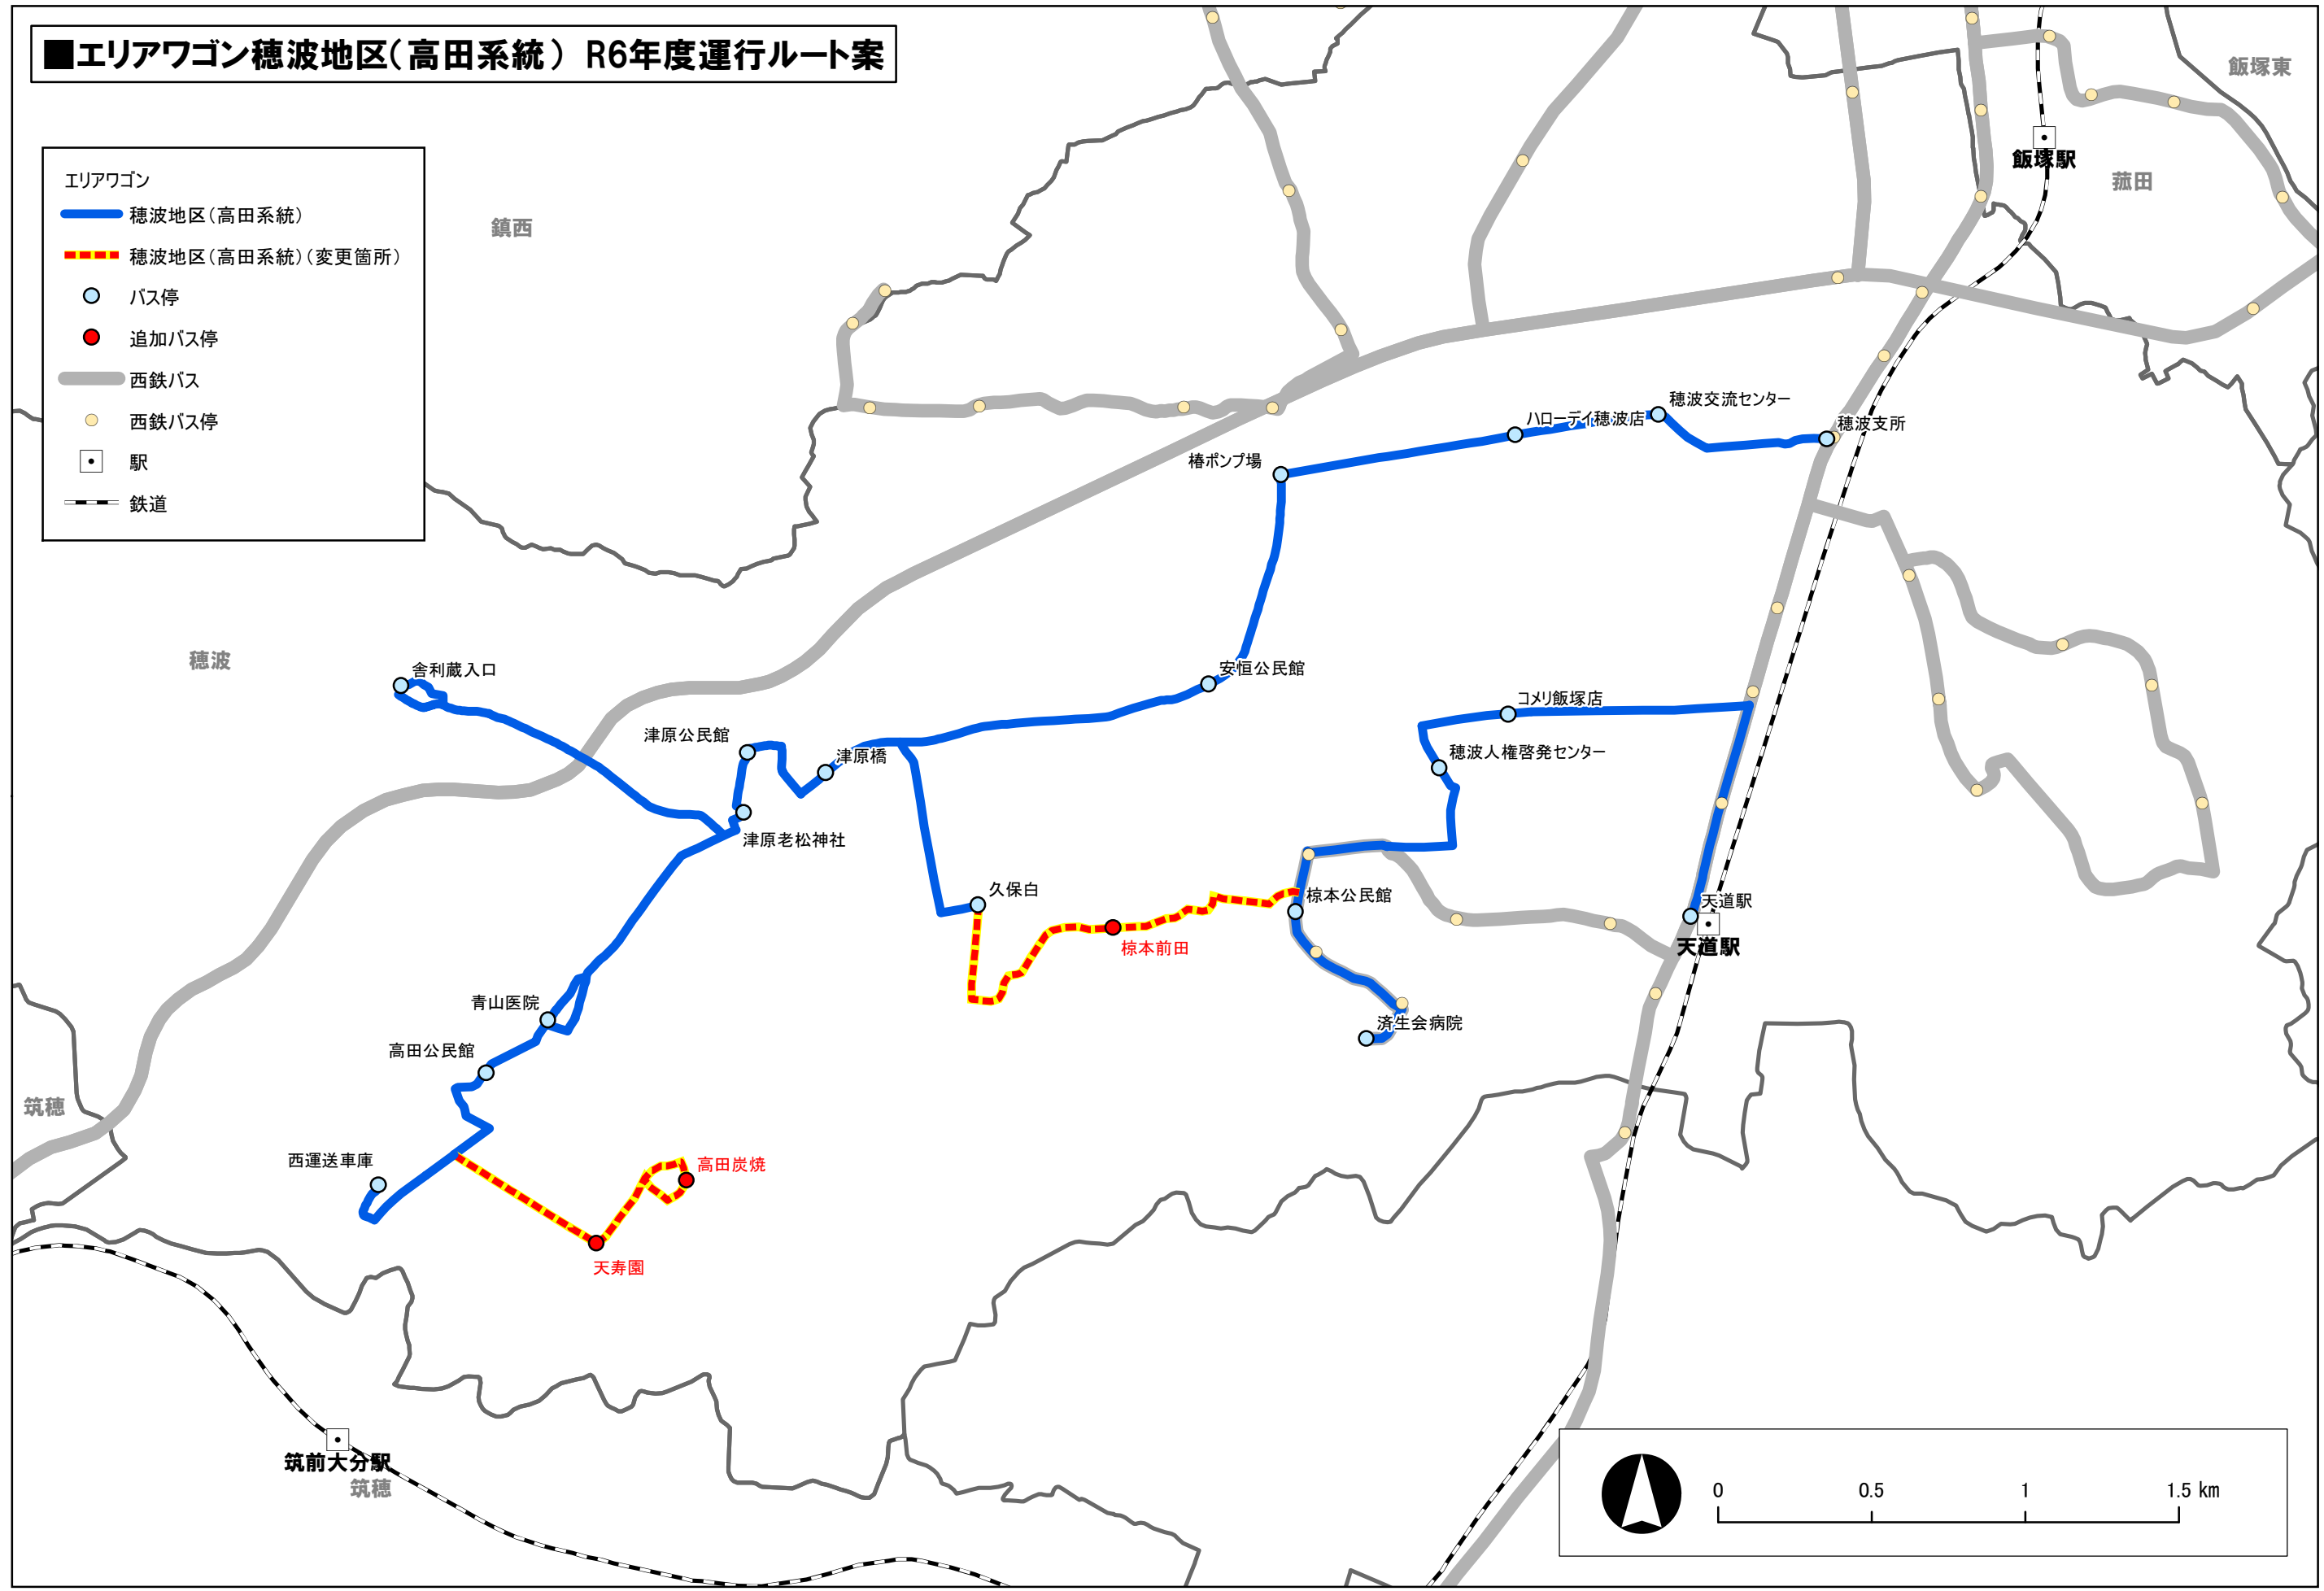 ■エリアワゴン穂波地区(高田系統) R6年度運行ルート案
エリアワゴン
穂波地区(高田系統)
穂波地区(高田系統)(変更箇所)
バス停
追加バス停
西鉄バス
西鉄バス停
駅
鉄道
飯塚東
飯塚駅
菰田
鎮西
穂波交流センター
ハローデイ穂波店
穂波支所
椿ポンプ場
穂波
舎利蔵入口
安恒公民館
コメリ飯塚店
津原公民館
津原橋
穂波人権啓発センター
津原老松神社
久保白
椋本公民館
天道駅
天道駅
椋本前田
青山医院
済生会病院
高田公民館
筑穂
西運送車庫
高田炭焼
天寿園
筑前大分駅
筑穂
0 0.5 1 1.5 km